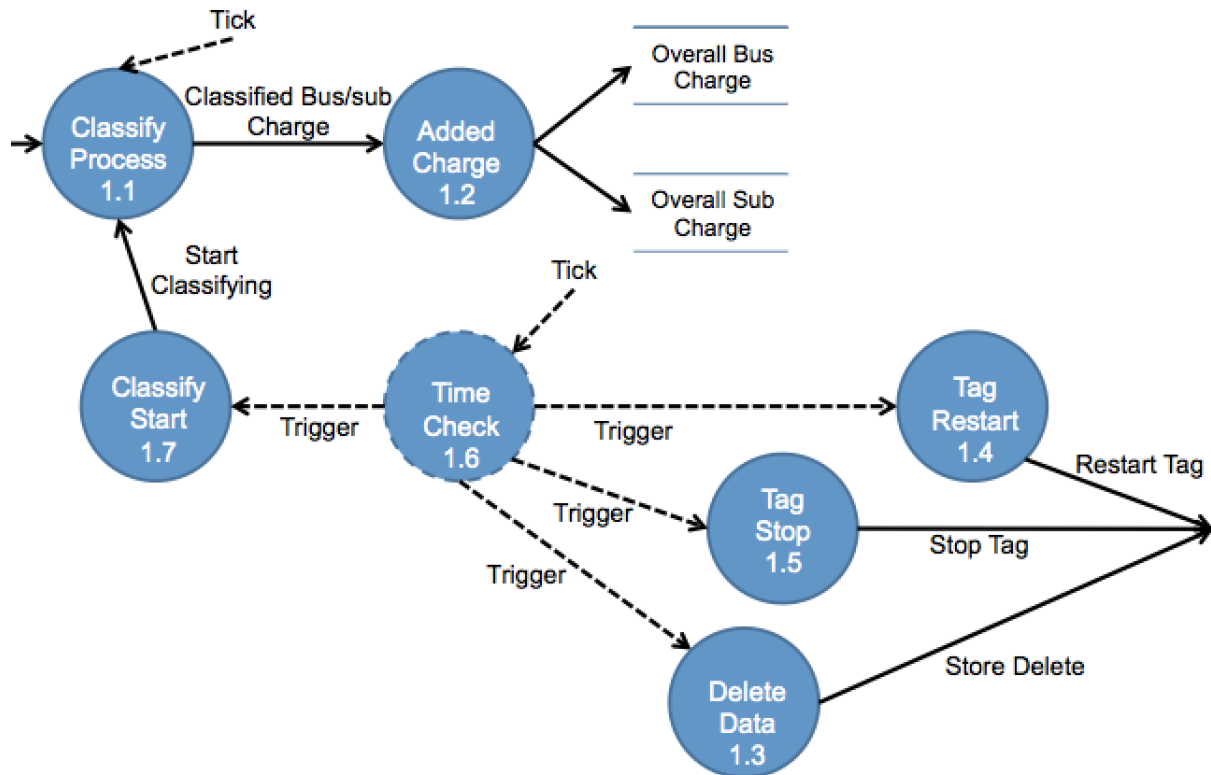 Tick
Classify
Process
1.1
Classified Bus/sub
Charge
Added
Charge
1.2
Overall Bus
Charge
Overall Sub
Charge
Start
Classifying
Tick
Classify
Start
1.7
Trigger
Time
Check
1.6
Trigger
Tag
Restart
1.4
Restart Tag
Trigger
Tag
Stop
1.5
Stop Tag
Trigger
Delete
Data
1.3
Store Delete